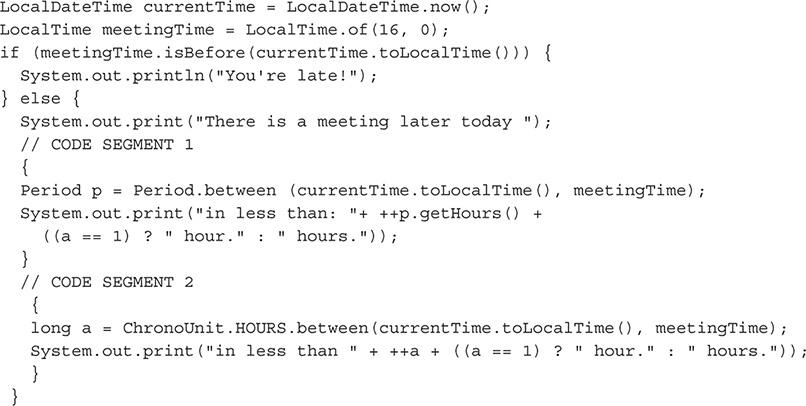 LocalDateTime currentTime = LocalDateTime.now();
LocalTime meetingTime = LocalTime.of(16, 0);
if (meetingTime.isBefore(currentTime.toLocalTime())) {
  System.out.println("You're late!");
} else {
  System.out.print("There is a meeting later today ");
  // CODE SEGMENT 1
  {
  Period p = Period.between (currentTime.toLocalTime(), meetingTime);
  System.out.print("in less than: "+ ++p.getHours() +
    ((a == 1) ? " hour." : " hours."));
  }
  // CODE SEGMENT 2
   {
   long a = ChronoUnit.HOURS.between(currentTime.toLocalTime(), meetingTime);
   System.out.print("in less than " + ++a + ((a == 1) ? " hour." : " hours."));
   }
 }